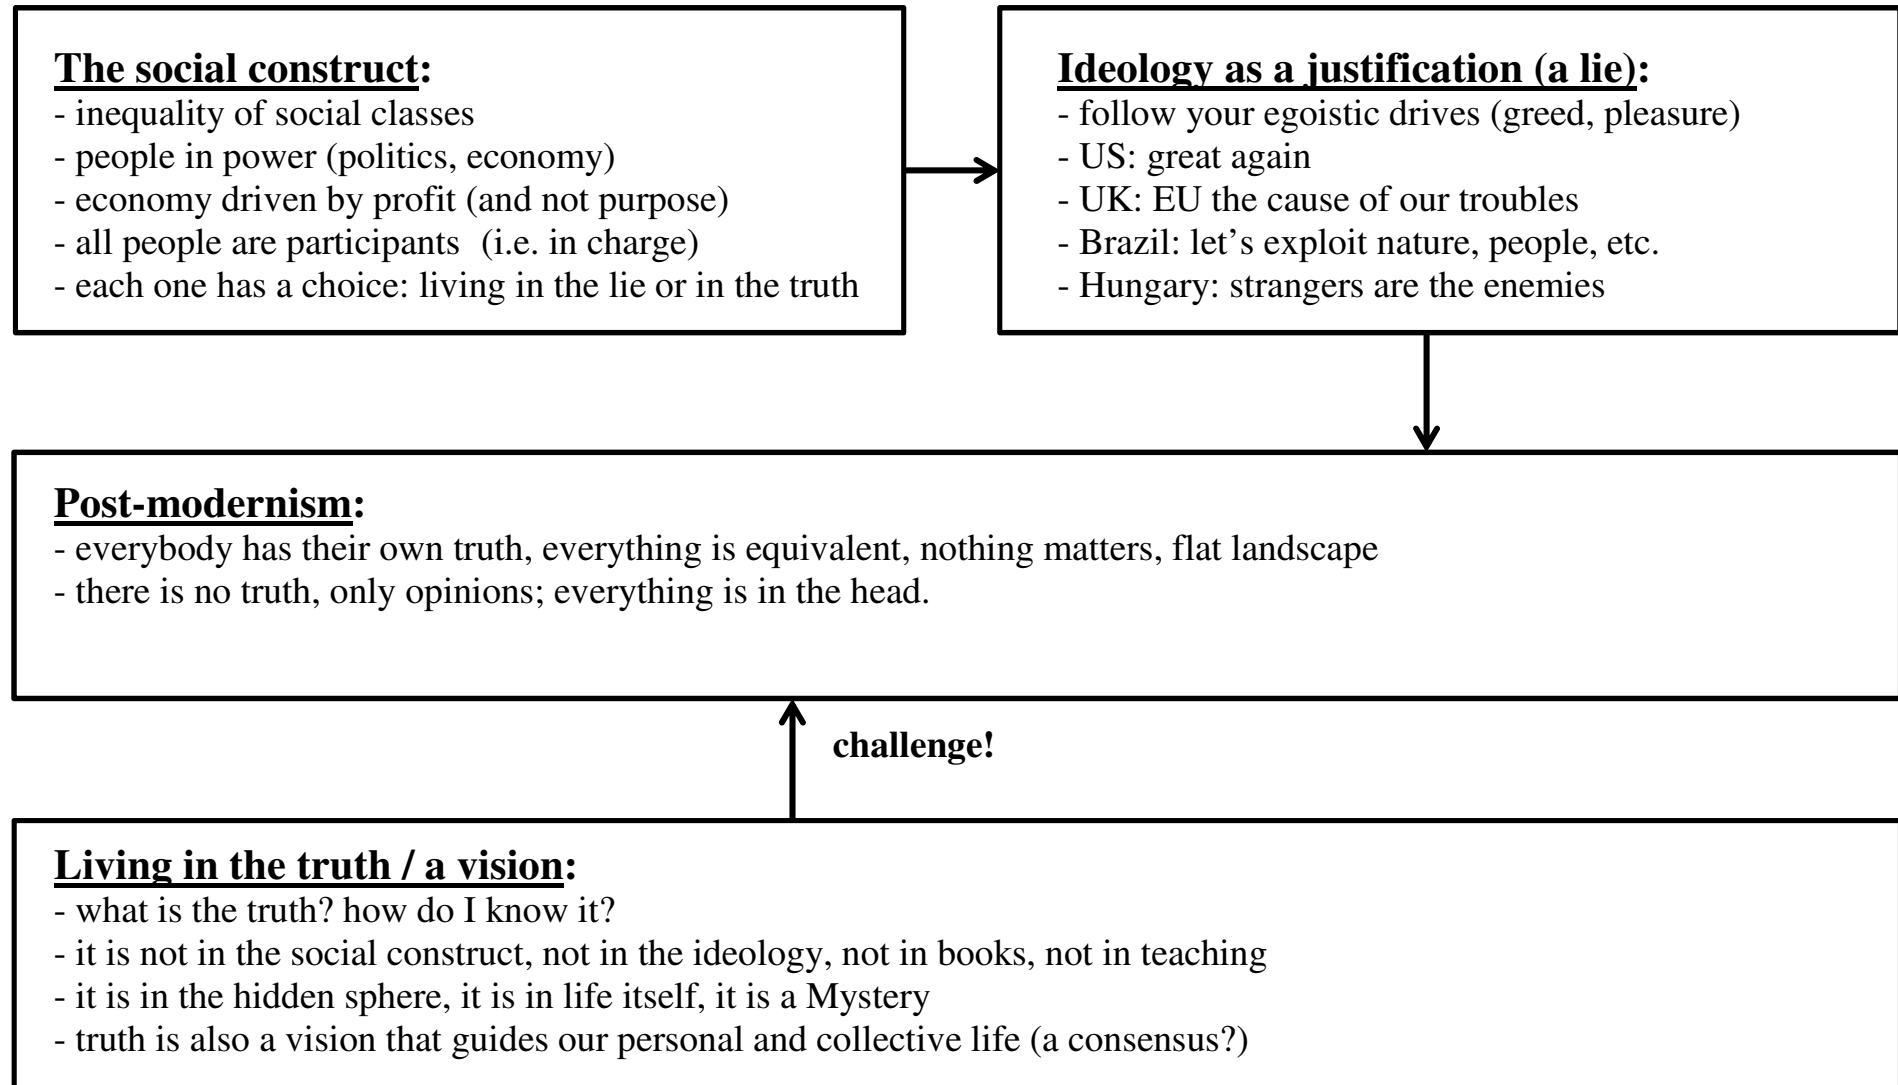 The social construct:
- inequality of social classes
- people in power (politics, economy)
- economy driven by profit (and not purpose)
- all people are participants  (i.e. in charge)
- each one has a choice: living in the lie or in the truth
Ideology as a justification (a lie):
- follow your egoistic drives (greed, pleasure)
- US: great again
- UK: EU the cause of our troubles
- Brazil: let’s exploit nature, people, etc.
- Hungary: strangers are the enemies
Post-modernism:
- everybody has their own truth, everything is equivalent, nothing matters, flat landscape
- there is no truth, only opinions; everything is in the head.
challenge!
Living in the truth / a vision:
- what is the truth? how do I know it?
- it is not in the social construct, not in the ideology, not in books, not in teaching
- it is in the hidden sphere, it is in life itself, it is a Mystery
- truth is also a vision that guides our personal and collective life (a consensus?)